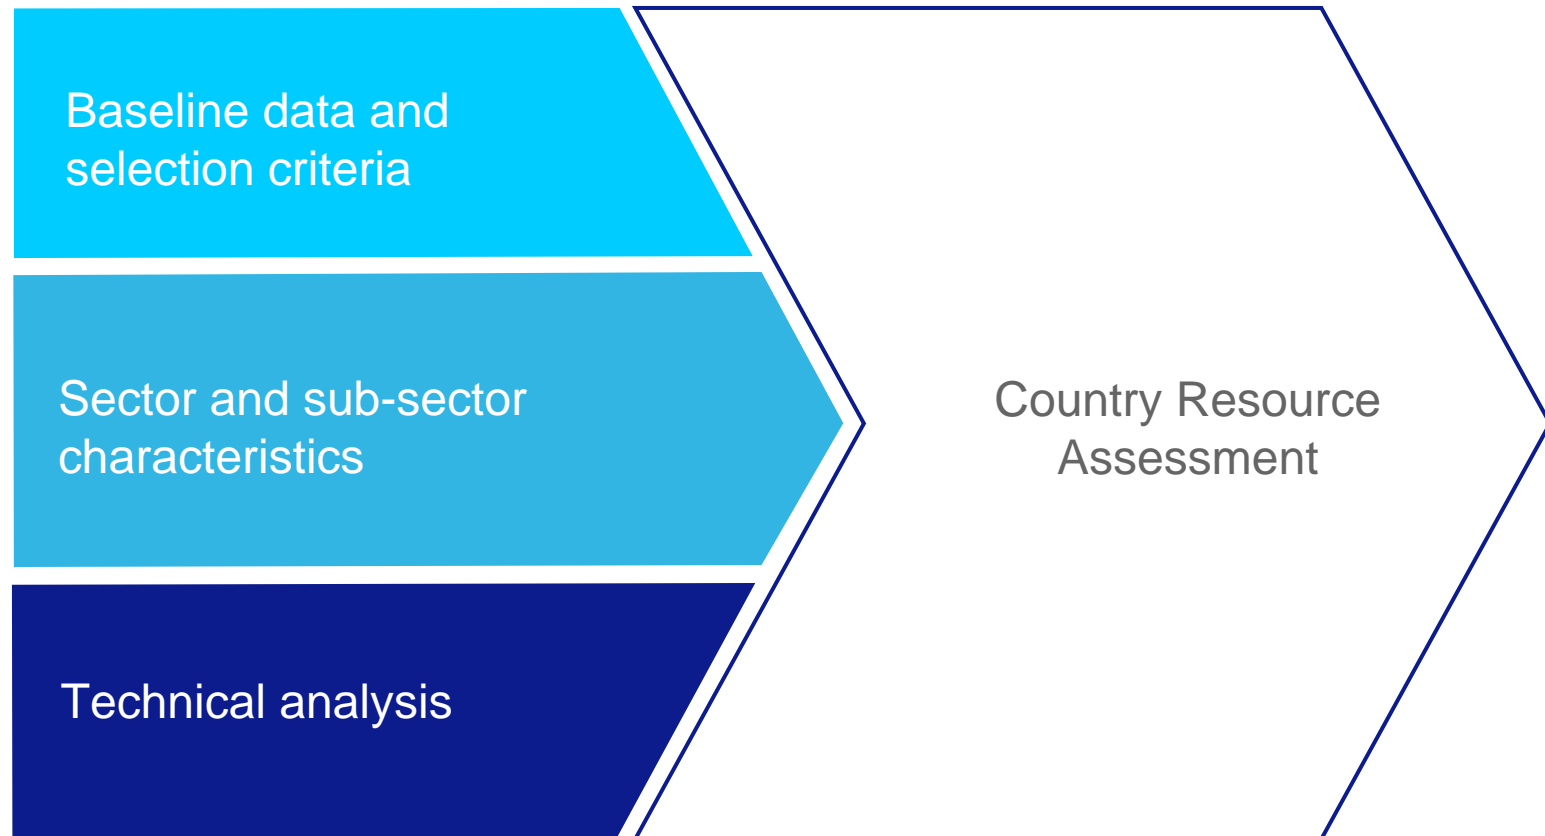 Baseline data and
selection criteria
Sector and sub-sector
characteristics
Country Resource
Assessment
Technical analysis